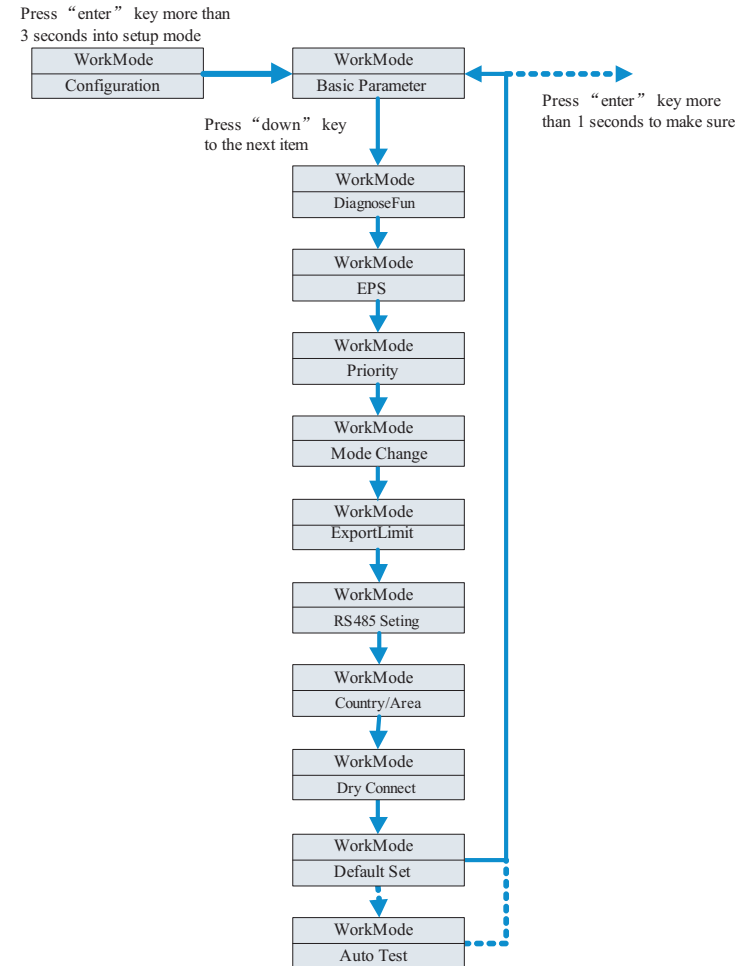 Press “enter” key more than
3 seconds into setup mode
WorkMode
Configuration
WorkMode
Basic Parameter
Press “enter” key more
than 1 seconds to make sure
Press “down” key
to the next item
WorkMode
DiagnoseFun
WorkMode
EPS
WorkMode
Priority
WorkMode
Mode Change
WorkMode
ExportLimit
WorkMode
RS485 Seting
WorkMode
Country/Area
WorkMode
Dry Connect
WorkMode
Default Set
WorkMode
Auto Test